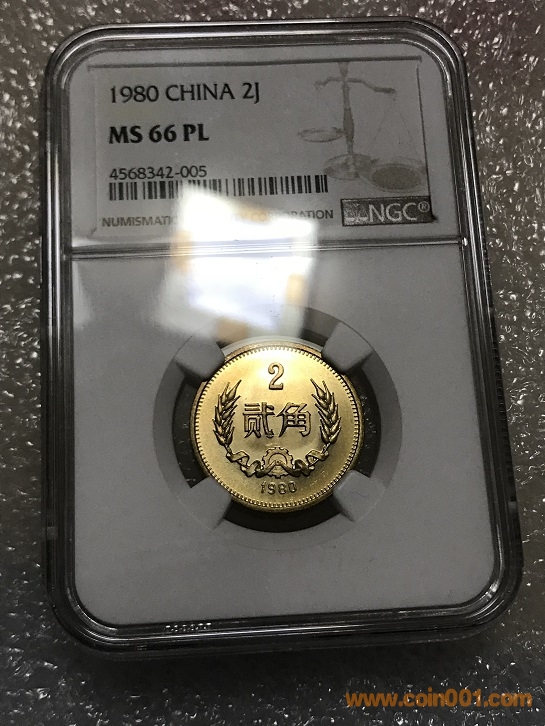 1980 CHINA 2J
MS 66 PL
4568342-005
NUMISMATIC CORPORATION
NGC®
2
贰角
1980
www.coin001.com